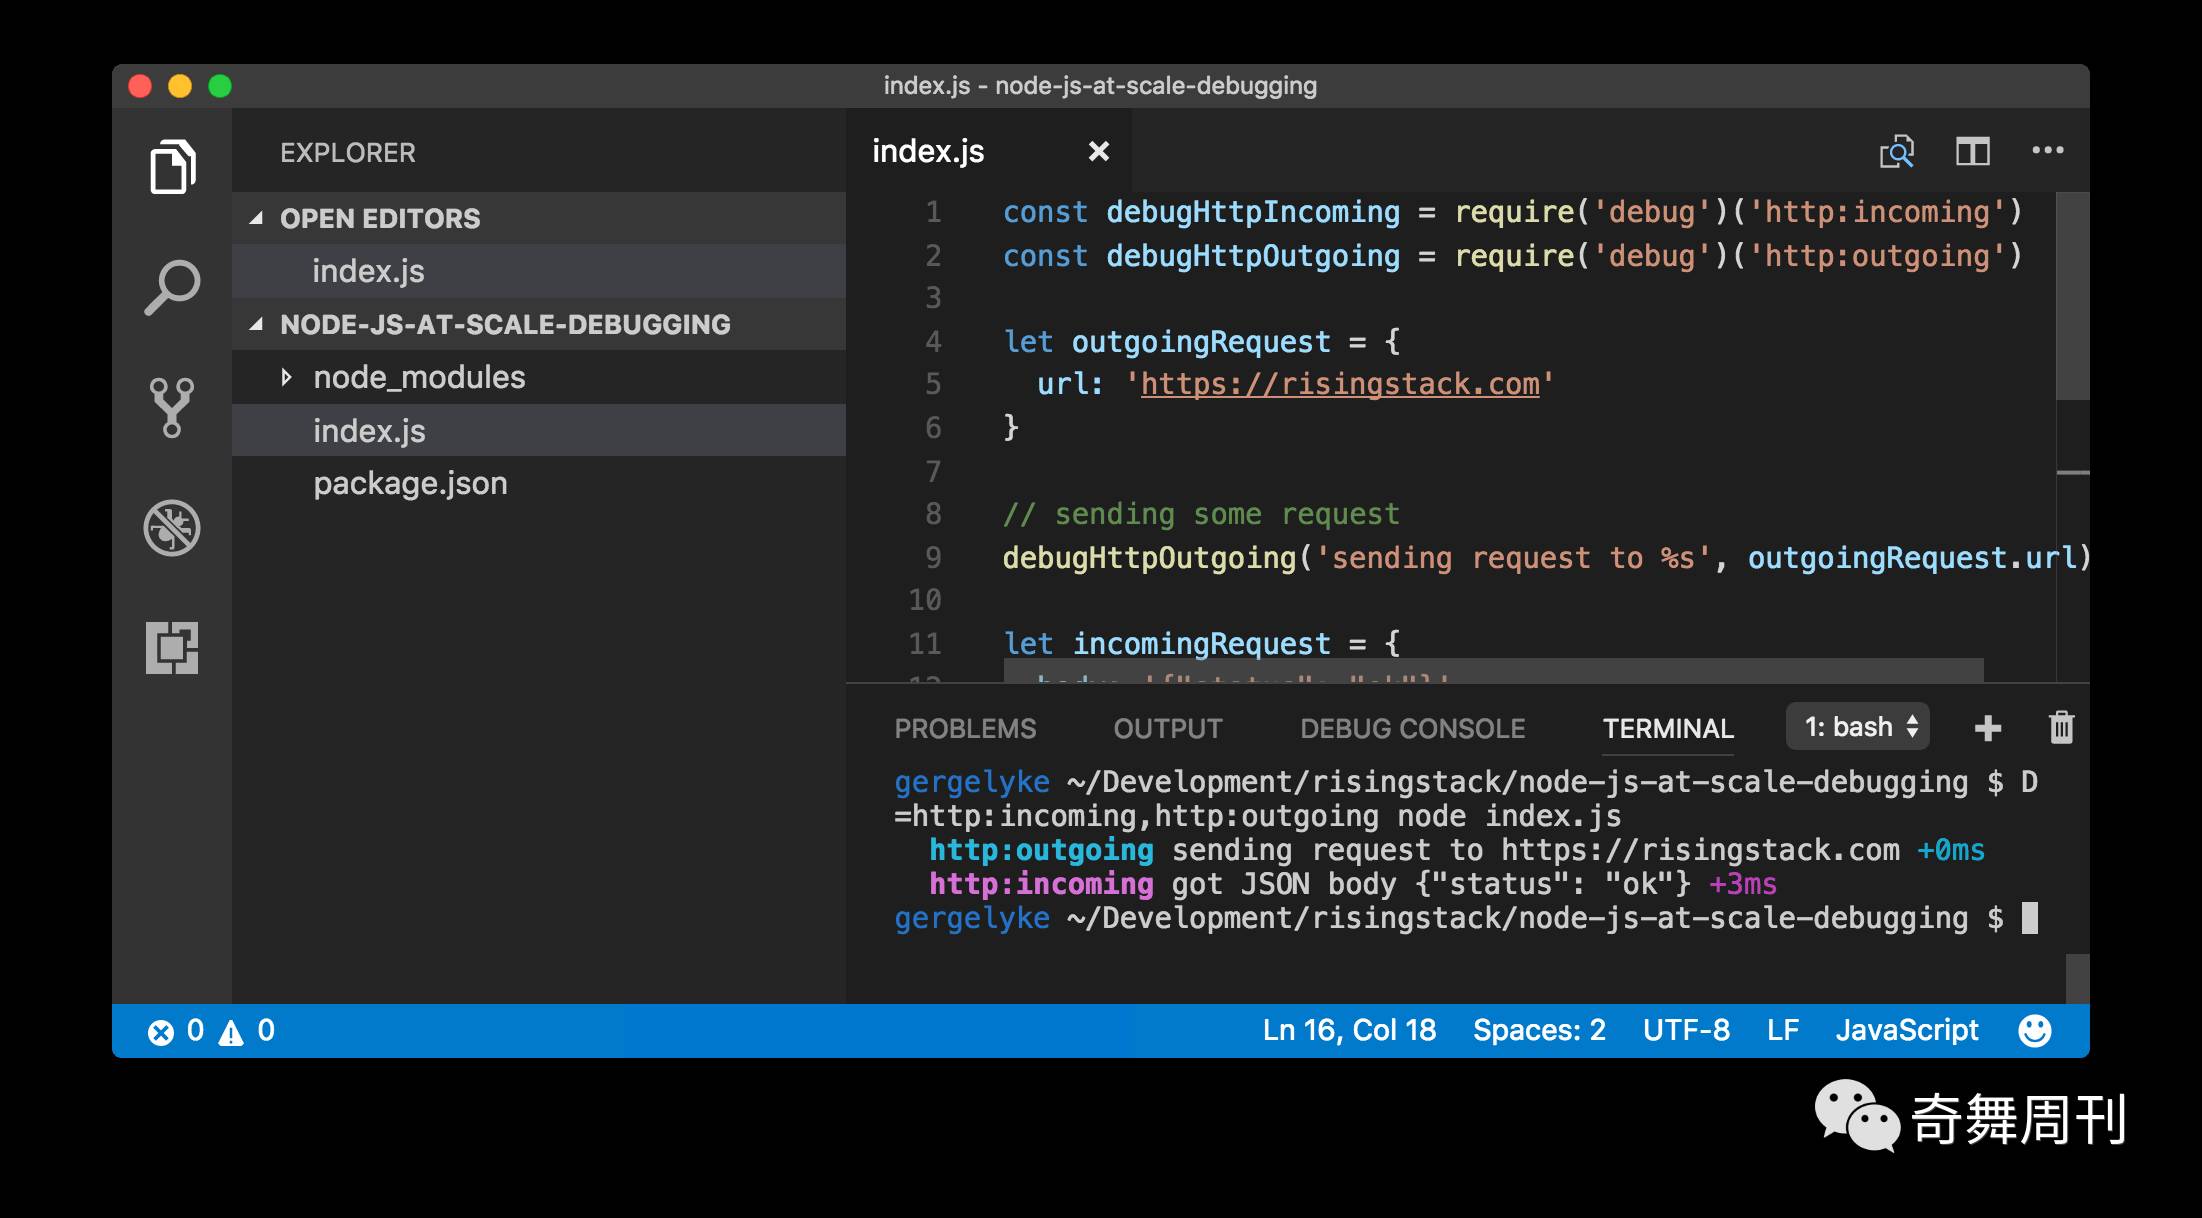 index.js - node-js-at-scale-debugging
EXPLORER
OPEN EDITORS
index.js
NODE-JS-AT-SCALE-DEBUGGING
node_modules
index.js
package.json
index.js
1 const debugHttpIncoming = require('debug')('http:incoming')
2 const debugHttpOutgoing = require('debug')('http:outgoing')
3
4 let outgoingRequest = {
5 url: 'https://risingstack.com'
6 }
7
8 // sending some request
9 debugHttpOutgoing('sending request to %s', outgoingRequest.url)
10
11 let incomingRequest = {
PROBLEMS OUTPUT DEBUG CONSOLE TERMINAL 1: bash
gergelyke ~/Development/risingstack/node-js-at-scale-debugging $ D
=http:incoming,http:outgoing node index.js
http:outgoing sending request to https://risingstack.com +0ms
http:incoming got JSON body {"status": "ok"} +3ms
gergelyke ~/Development/risingstack/node-js-at-scale-debugging $
0 0 Ln 16, Col 18 Spaces: 2 UTF-8 LF JavaScript
奇舞周刊